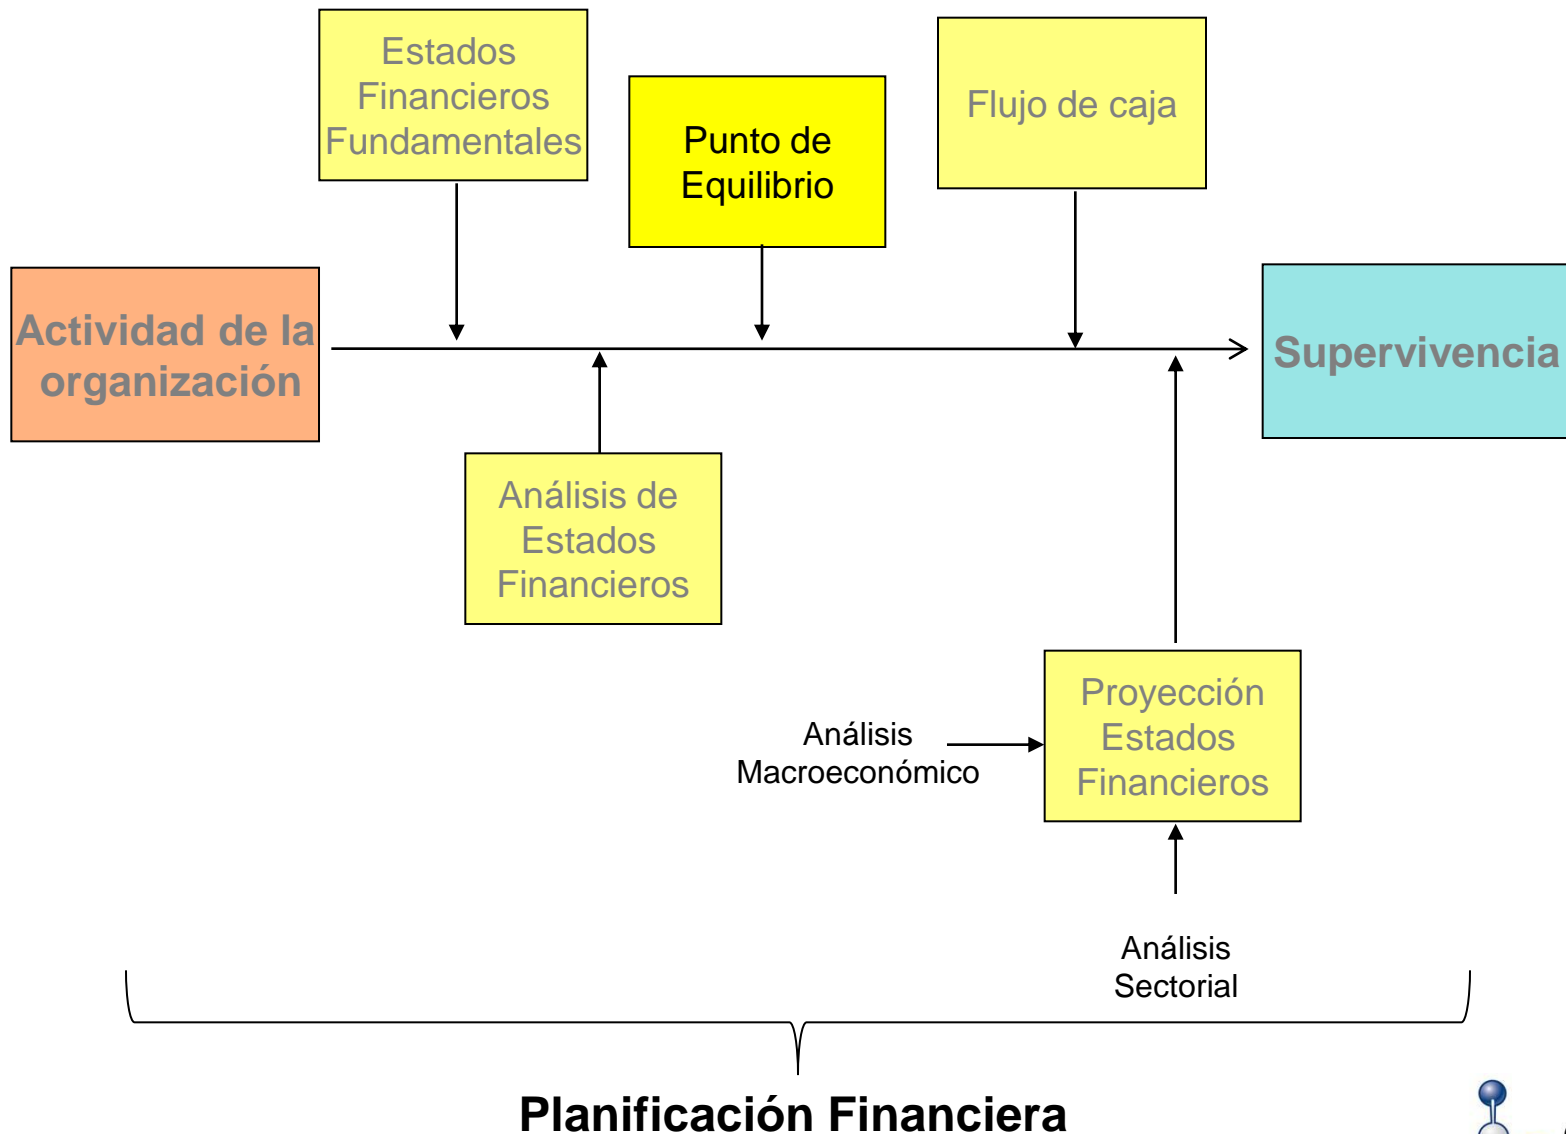 Estados
Financieros
Fundamentales
Punto de
Equilibrio
Flujo de caja
Actividad de la
organización
Supervivencia
Análisis de
Estados
Financieros
Proyección
Estados
Financieros
Análisis
Macroeconómico
Análisis
Sectorial
Planificación Financiera